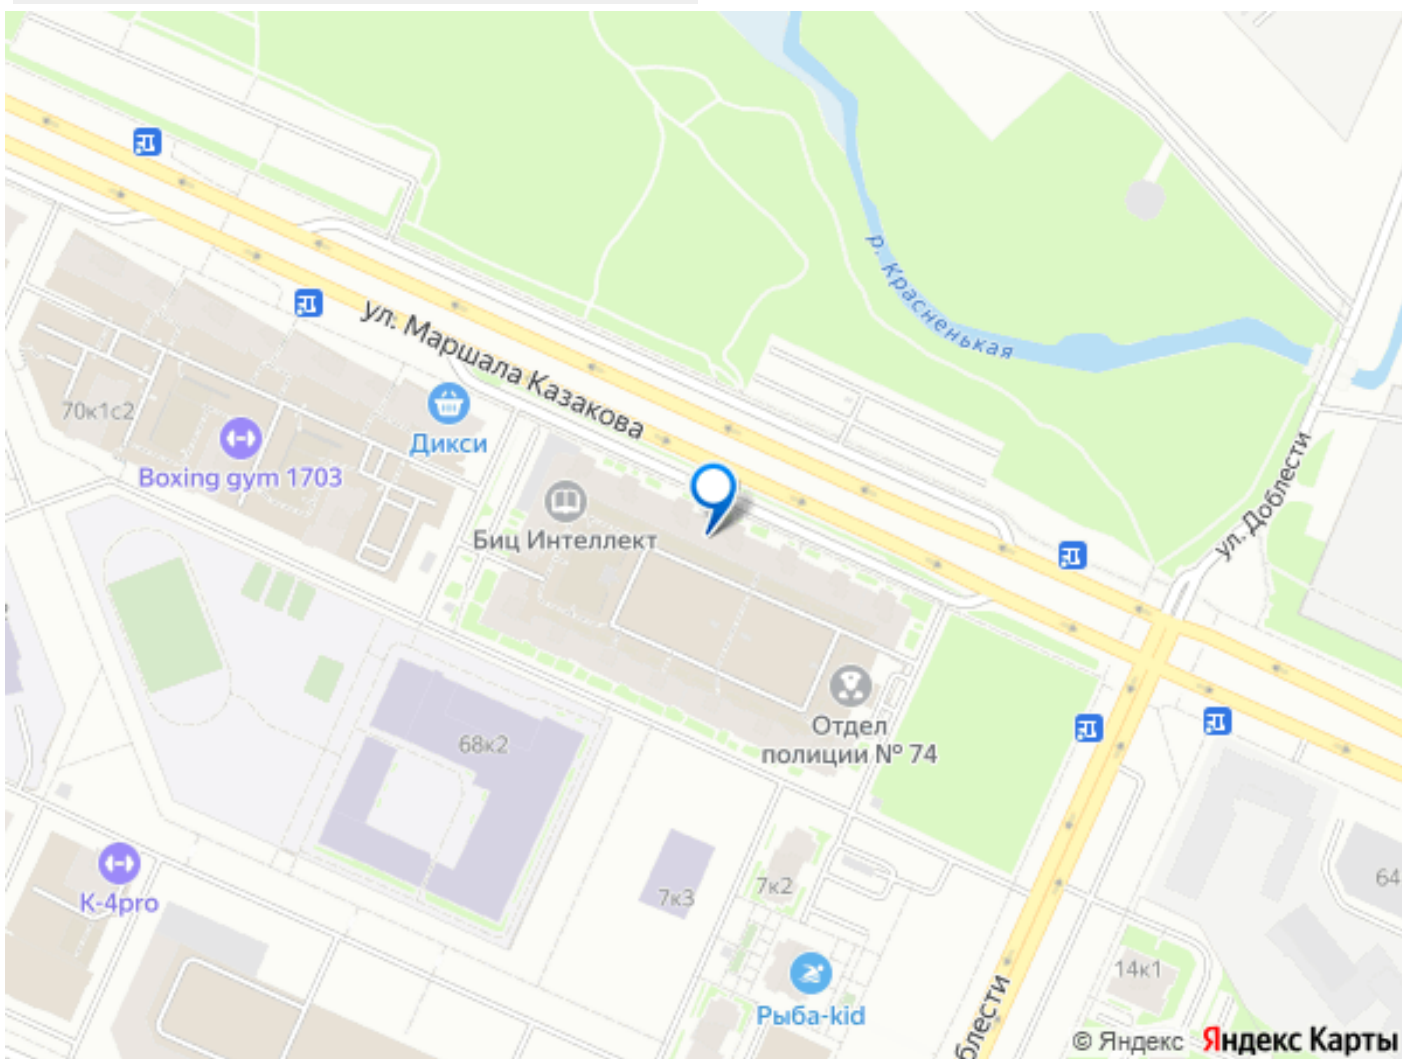 р. Красненькая
ул. Маршала Казакова
70к1с2
Дикси
Boxing gym 1703
ул. Доблести
Биц Интеллект
Отдел
полиции № 74
68к2
64
7к2
7к3
K-4pro
14к1
Рыба-kid
блести
© Яндекс Яндекс Карты